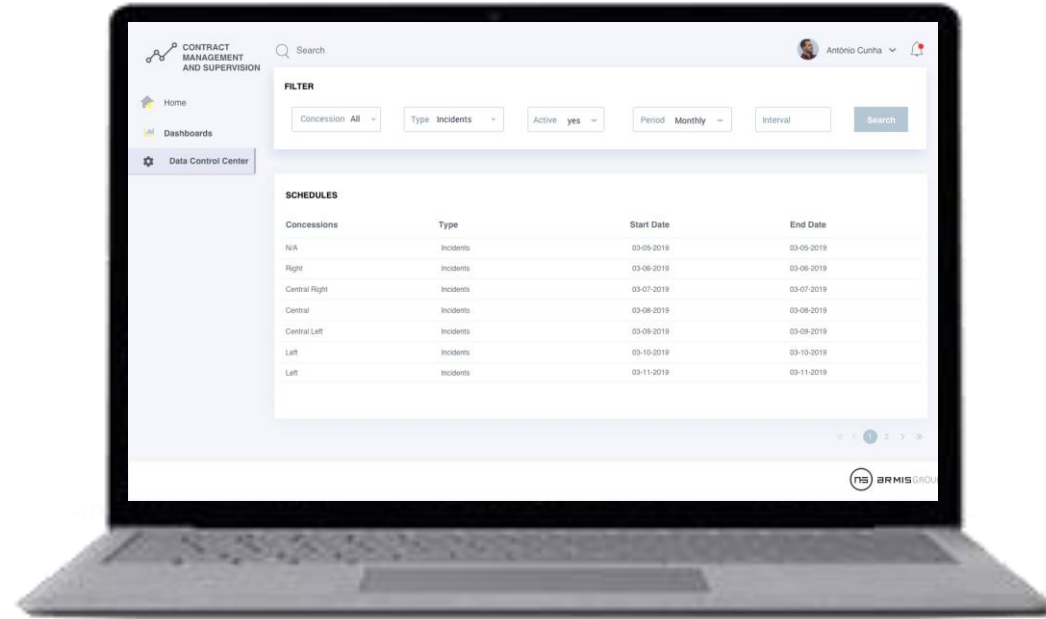 CONTRACT
MANAGEMENT
AND SUPERVISION
Search
António Cunha
Home
Dashboards
Data Control Center
FILTER
Concession All
Type Incidents
Active yes
Period Monthly
Interval
Search
SCHEDULES
Concessions Type Start Date End Date
N/A Incidents 03-05-2019 03-05-2019
Right Incidents 03-06-2019 03-06-2019
Central Right Incidents 03-07-2019 03-07-2019
Central Incidents 03-08-2019 03-08-2019
Central Left Incidents 03-09-2019 03-09-2019
Left Incidents 03-10-2019 03-10-2019
Left Incidents 03-11-2019 03-11-2019
« ‹ 1 2 › »
ns ARMISGROU